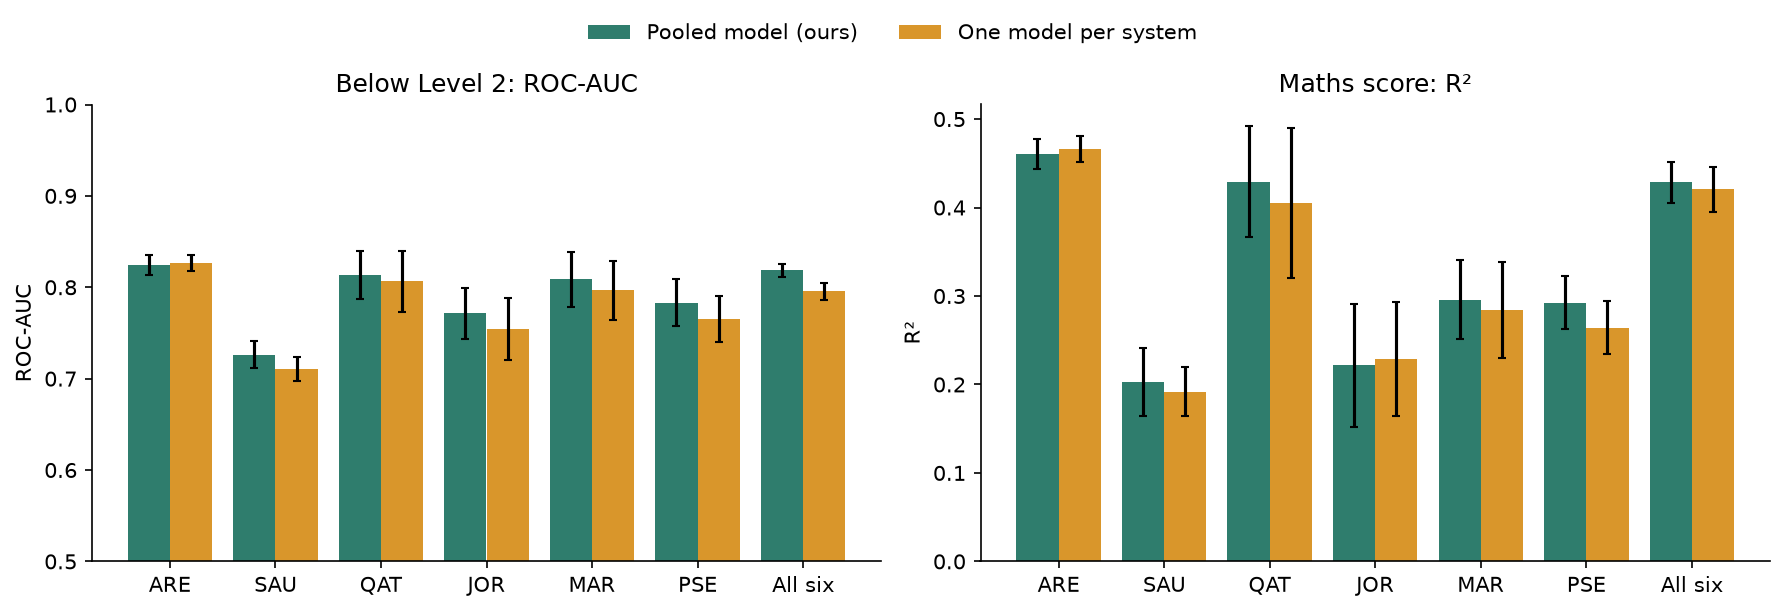 Pooled model (ours) One model per system
Below Level 2: ROC-AUC
ROC-AUC
1.0
0.9
0.8
0.7
0.6
0.5
ARE SAU QAT JOR MAR PSE All six
Maths score: R²
R²
0.5
0.4
0.3
0.2
0.1
0.0
ARE SAU QAT JOR MAR PSE All six